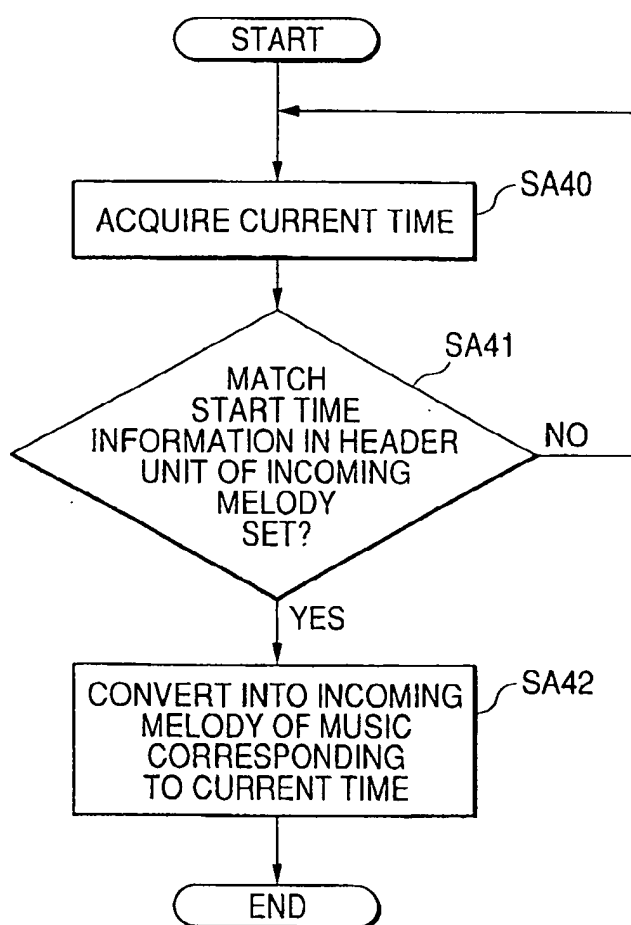 START
ACQUIRE CURRENT TIME
SA40
SA41
MATCH
START TIME
INFORMATION IN HEADER
UNIT OF INCOMING
MELODY
SET?
NO
YES
CONVERT INTO INCOMING
MELODY OF MUSIC
CORRESPONDING
TO CURRENT TIME
SA42
END